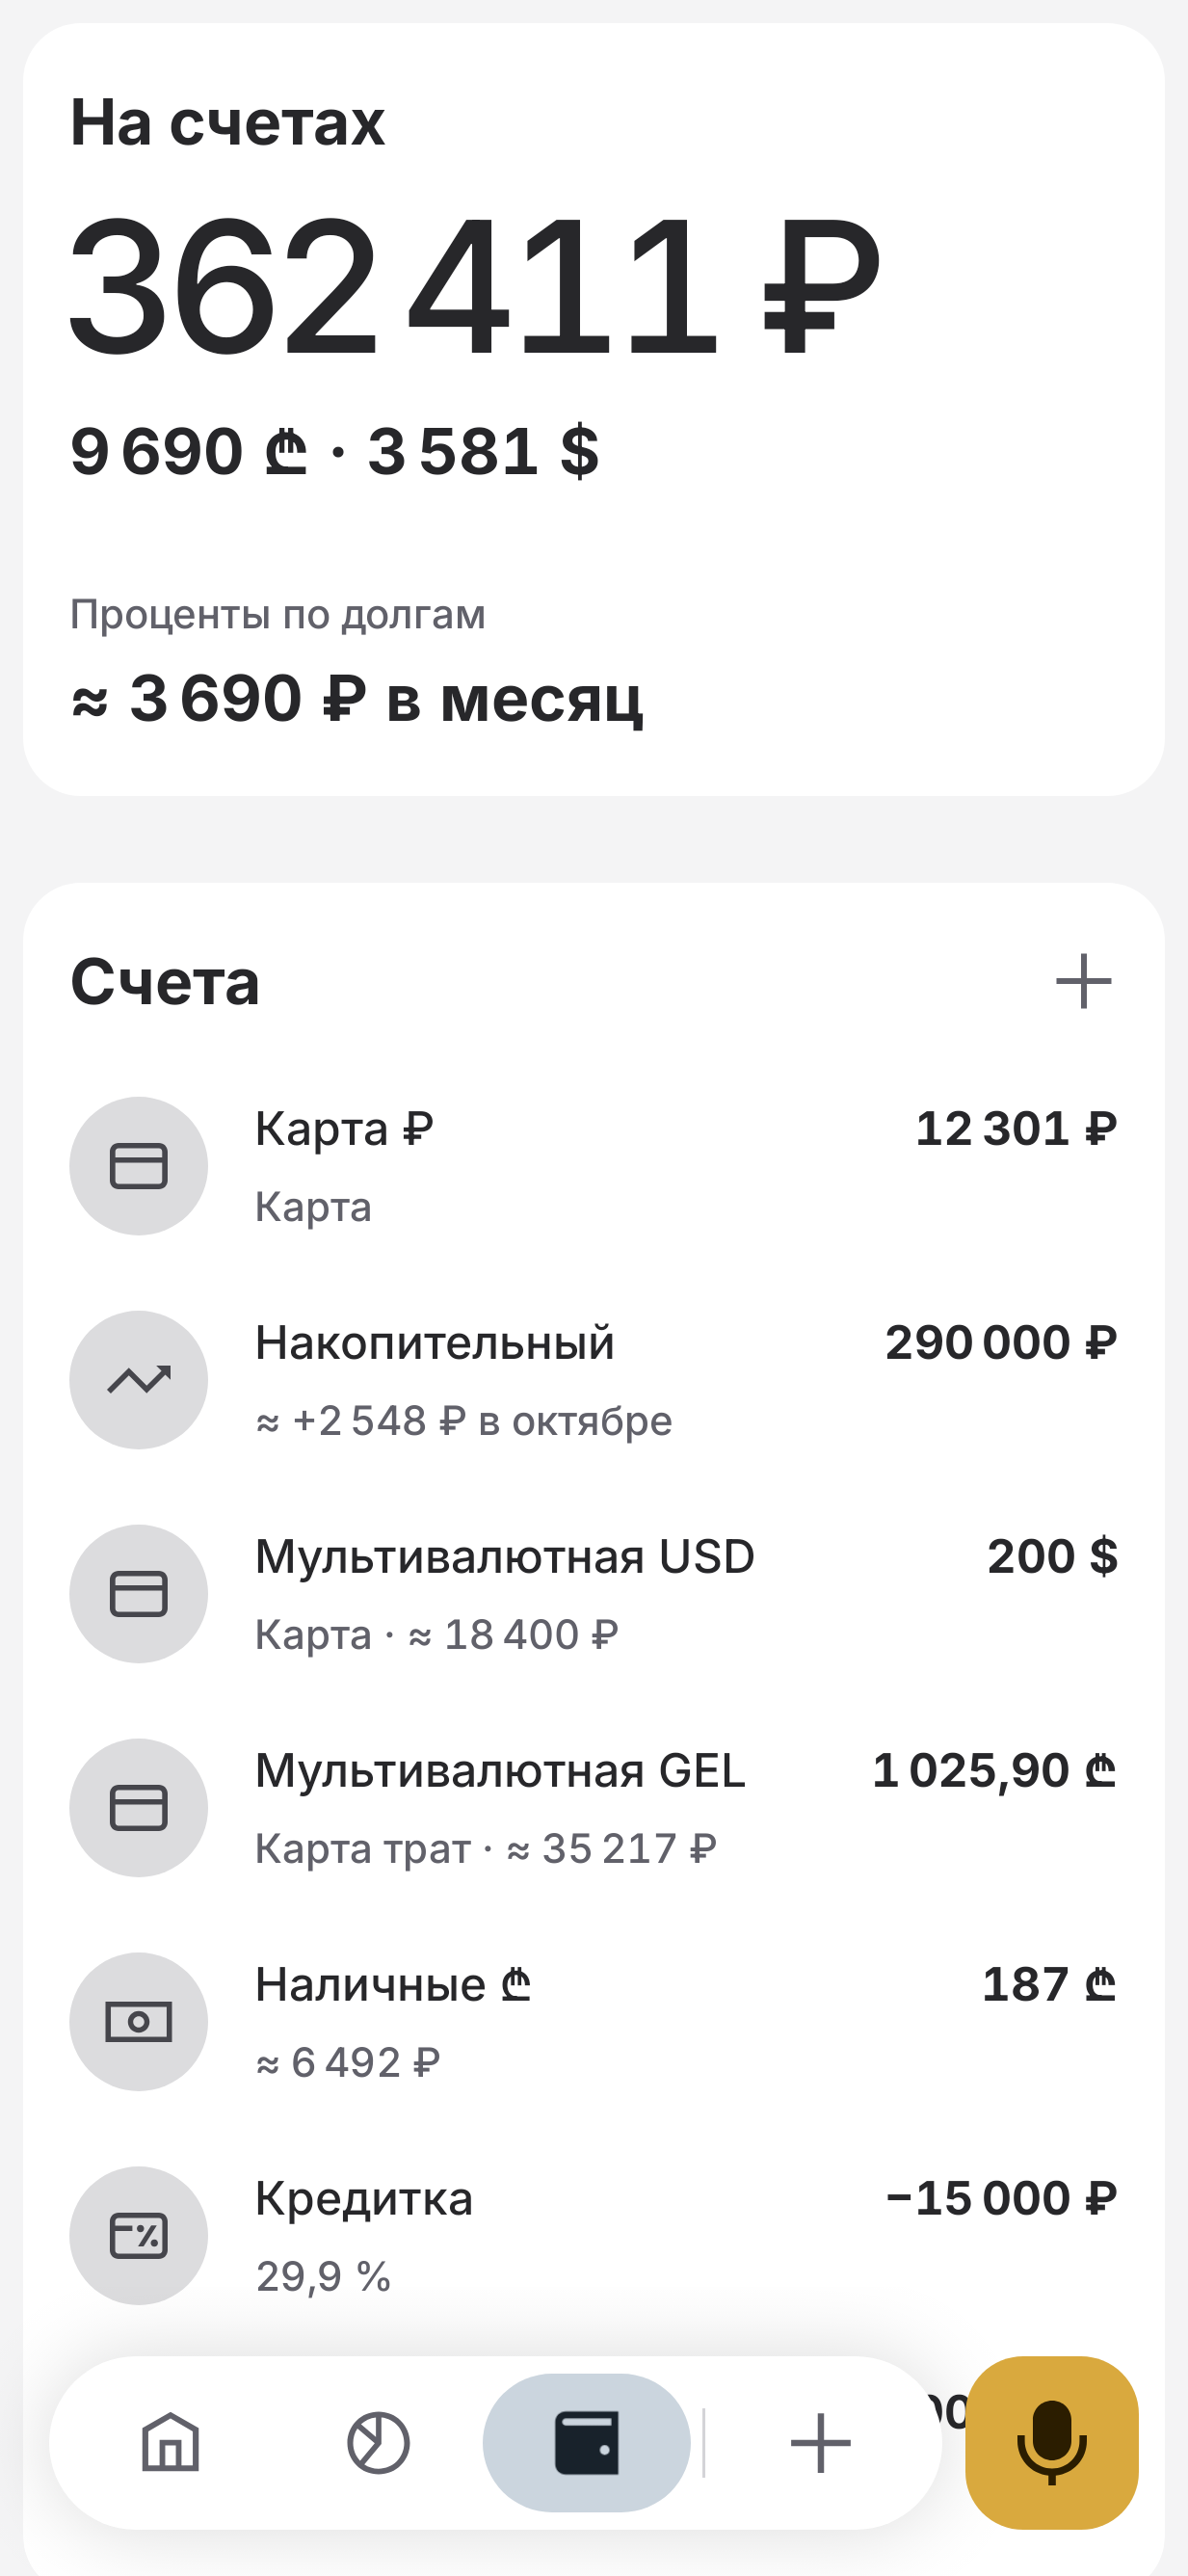 На счетах
362 411 ₽
9 690 ₾ · 3 581 $
Проценты по долгам
≈ 3 690 ₽ в месяц
Счета
Карта ₽
12 301 ₽
Карта
Накопительный
290 000 ₽
≈ +2 548 ₽ в октябре
Мультивалютная USD
200 $
Карта · ≈ 18 400 ₽
Мультивалютная GEL
1 025,90 ₾
Карта трат · ≈ 35 217 ₽
Наличные ₾
187 ₾
≈ 6 492 ₽
Кредитка
−15 000 ₽
29,9 %